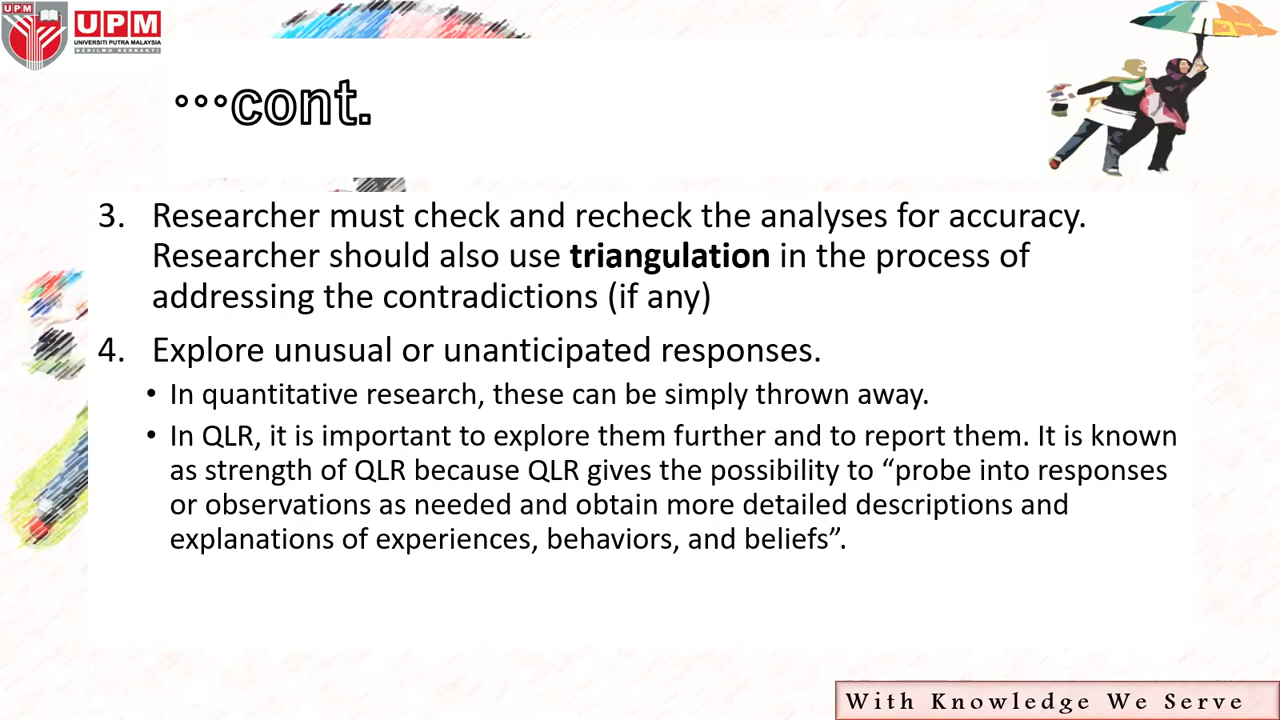 UPM
UPM
UNIVERSITI PUTRA MALAYSIA
BERILMU BERBAKTI
...cont.
3. Researcher must check and recheck the analyses for accuracy.
Researcher should also use triangulation in the process of
addressing the contradictions (if any)
4. Explore unusual or unanticipated responses.
• In quantitative research, these can be simply thrown away.
• In QLR, it is important to explore them further and to report them. It is known
as strength of QLR because QLR gives the possibility to “probe into responses
or observations as needed and obtain more detailed descriptions and
explanations of experiences, behaviors, and beliefs”.
With Knowledge We Serve